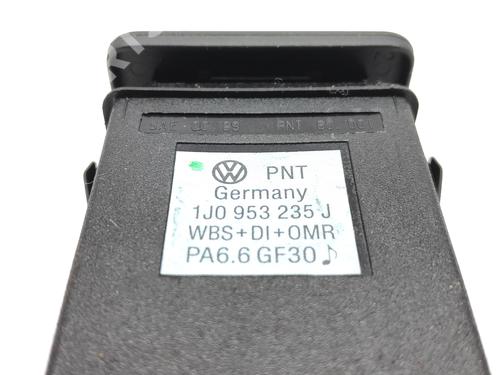 PNT
Germany
1J0 953 235 J
WBS+DI+OMR
PA6.6 GF30